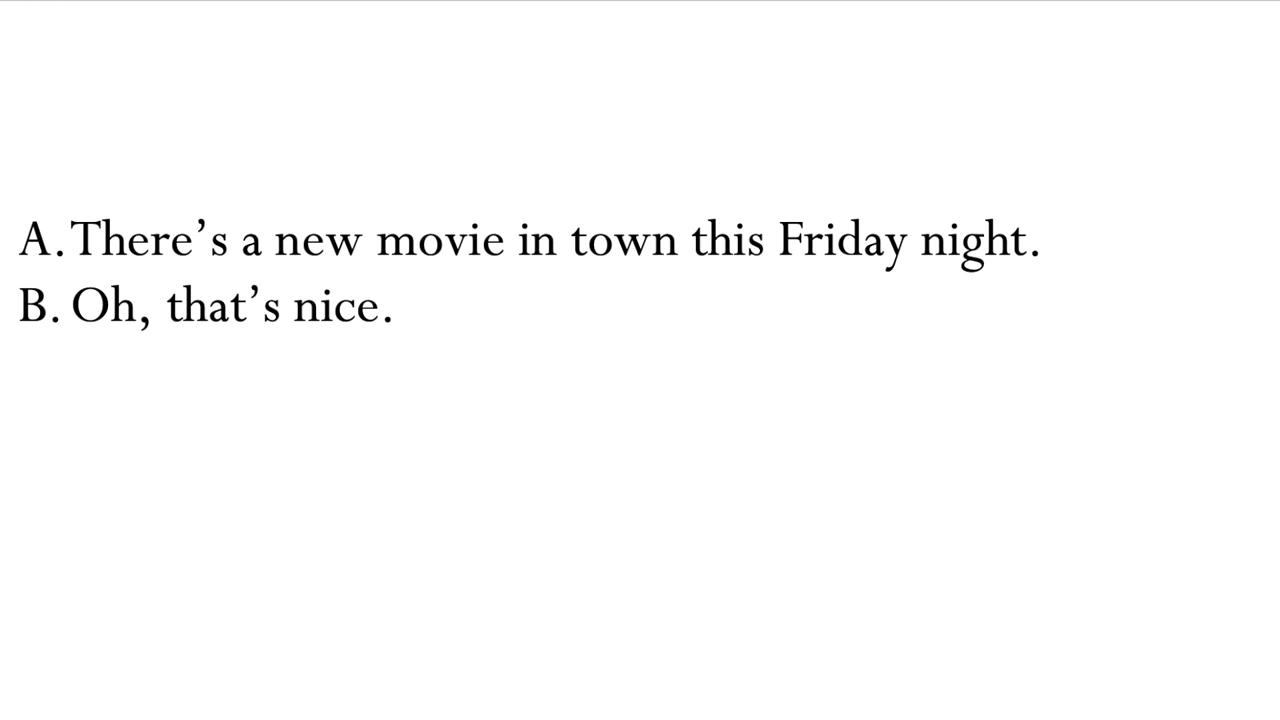 A. There’s a new movie in town this Friday night.
B. Oh, that’s nice.